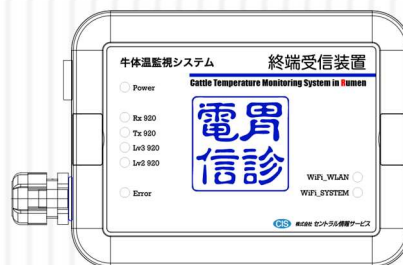 牛体温監視システム
終端受信装置
Cattle Temperature Monitoring System in Rumen
Power
Rx 920
Tx 920
Lv3 920
Lv2 920
Error
電胃
信診
WiFi_WLAN
WiFi_SYSTEM
CIS 株式会社 セントラル情報サービス